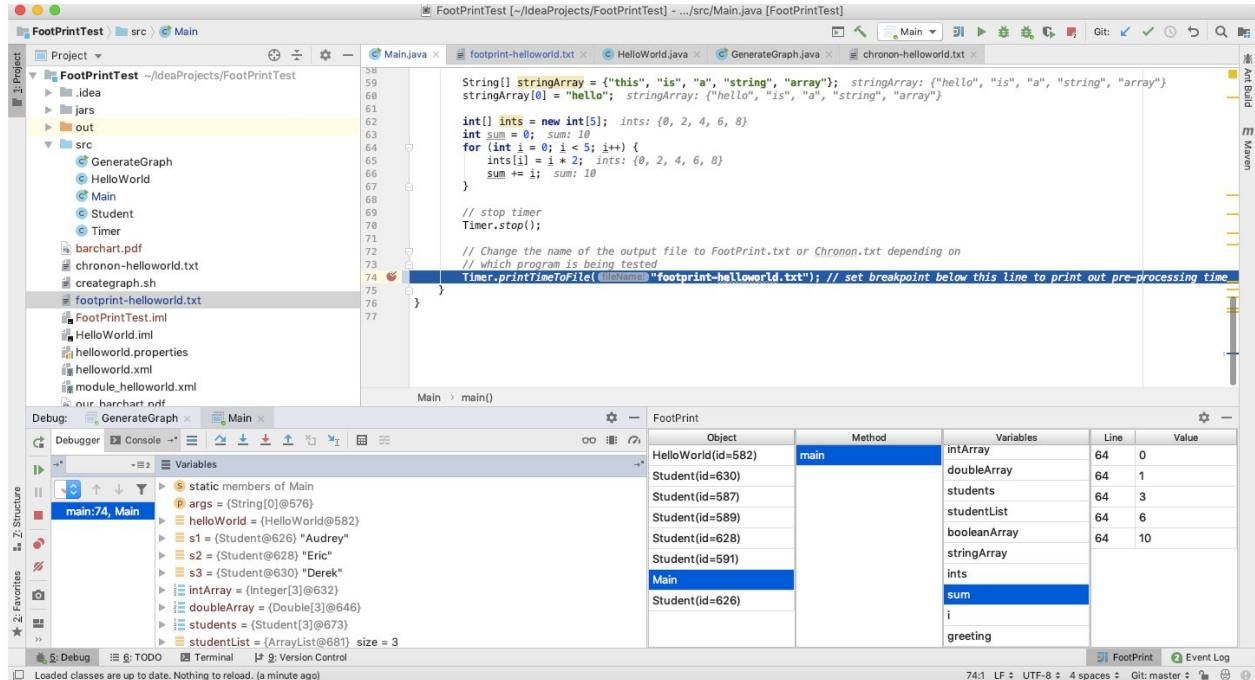 FootPrintTest [~/IdeaProjects/FootPrintTest] - .../src/Main.java [FootPrintTest]
FootPrintTest
src
Main
Main
Git:
1: Project
Project
FootPrintTest ~/IdeaProjects/FootPrintTest
.idea
jars
out
src
GenerateGraph
HelloWorld
Main
Student
Timer
barchart.pdf
chronon-helloworld.txt
creategraph.sh
footprint-helloworld.txt
FootPrintTest.iml
HelloWorld.iml
helloworld.properties
helloworld.xml
module_helloworld.xml
our_barchart.pdf
Main.java
footprint-helloworld.txt
HelloWorld.java
GenerateGraph.java
chronon-helloworld.txt
58
59 String[] stringArray = {"this", "is", "a", "string", "array"}; stringArray: {"hello", "is", "a", "string", "array"}
60 stringArray[0] = "hello"; stringArray: {"hello", "is", "a", "string", "array"}
61
62 int[] ints = new int[5]; ints: {0, 2, 4, 6, 8}
63 int sum = 0; sum: 10
64 for (int i = 0; i < 5; i++) {
65 ints[i] = i * 2; ints: {0, 2, 4, 6, 8}
66 sum += i; sum: 10
67 }
68
69 // stop timer
70 Timer.stop();
71
72 // Change the name of the output file to FootPrint.txt or Chronon.txt depending on
73 // which program is being tested
74 Timer.printTimeToFile( fileName: "footprint-helloworld.txt"); // set breakpoint below this line to print out pre-processing time
75 }
76 }
77
Main > main()
Ant Build
Maven
Debug:
GenerateGraph
Main
Debugger
Console
Variables
main:74, Main
static members of Main
args = {String[0]@576}
helloWorld = {HelloWorld@582}
s1 = {Student@626} "Audrey"
s2 = {Student@628} "Eric"
s3 = {Student@630} "Derek"
intArray = {Integer[3]@632}
doubleArray = {Double[3]@646}
students = {Student[3]@673}
studentList = {ArrayList@681} size = 3
7: Structure
2: Favorites
FootPrint
Object Method Variables Line Value
HelloWorld(id=582)
Student(id=630)
Student(id=587)
Student(id=589)
Student(id=628)
Student(id=591)
Main
Student(id=626)
main
intArray
doubleArray
students
studentList
booleanArray
stringArray
ints
sum
i
greeting
64 0
64 1
64 3
64 6
64 10
5: Debug
6: TODO
Terminal
9: Version Control
FootPrint
2 Event Log
Loaded classes are up to date. Nothing to reload. (a minute ago)
74:1 LF UTF-8 4 spaces Git: master